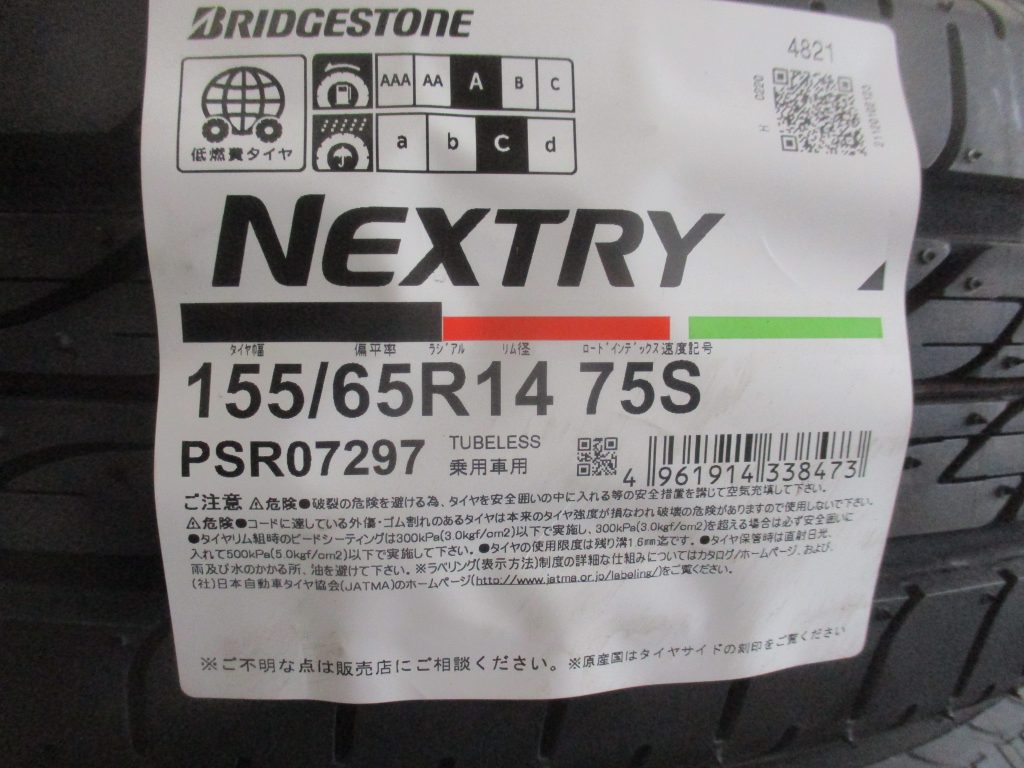 BRIDGESTONE
4821
AAA AA A B C
H 0220
低燃費タイヤ
a b c d
NEXTRY
タイヤの幅 偏平率 ラジアル リム径 ロードインデックス 速度記号
155/65R14 75S
PSR07297 TUBELESS
乗用車用
4 961914 338473
ご注意 ⚠危険●破裂の危険を避ける為、タイヤを安全囲いの中に入れる等の安全措置を講じて空気充填して下さい。
⚠危険●コードに達している外傷・ゴム割れのあるタイヤは本来のタイヤ強度が損なわれ破壊の危険がありますので使用しないで下さい。
●タイヤリム組時のビードシーティングは300kPa(3.0kgf/cm2)以下で実施し、300kPa(3.0kgf/cm2)を超える場合は必ず安全囲いに
入れて500kPa(5.0kgf/cm2)以下で実施して下さい。●タイヤの使用限度は残り溝1.6mm迄です。●タイヤ保管時は直射日光、
雨及び水のかかる所、油を避けて下さい。※ラベリング(表示方法)制度の詳細な仕組みについてはカタログ/ホームページ、および、
(社)日本自動車タイヤ協会(JATMA)のホームページ(http://www.jatma.or.jp/labeling/)をご覧ください。
※ご不明な点は販売店にご相談ください。※原産国はタイヤサイドの刻印をご覧ください